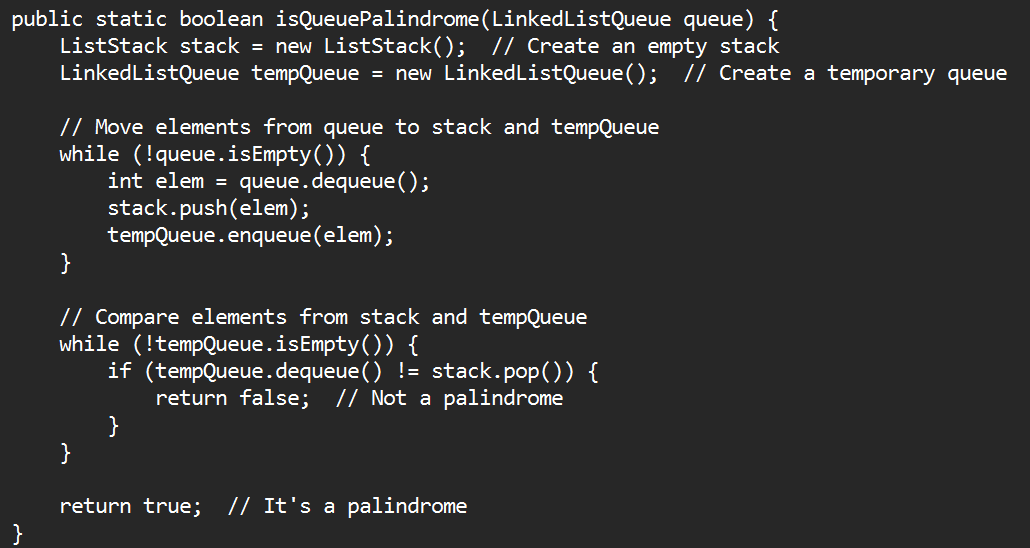 public static boolean isQueuePalindrome(LinkedListQueue queue) {
    ListStack stack = new ListStack();  // Create an empty stack
    LinkedListQueue tempQueue = new LinkedListQueue();  // Create a temporary queue

    // Move elements from queue to stack and tempQueue
    while (!queue.isEmpty()) {
        int elem = queue.dequeue();
        stack.push(elem);
        tempQueue.enqueue(elem);
    }

    // Compare elements from stack and tempQueue
    while (!tempQueue.isEmpty()) {
        if (tempQueue.dequeue() != stack.pop()) {
            return false;  // Not a palindrome
        }
    }

    return true;  // It's a palindrome
}